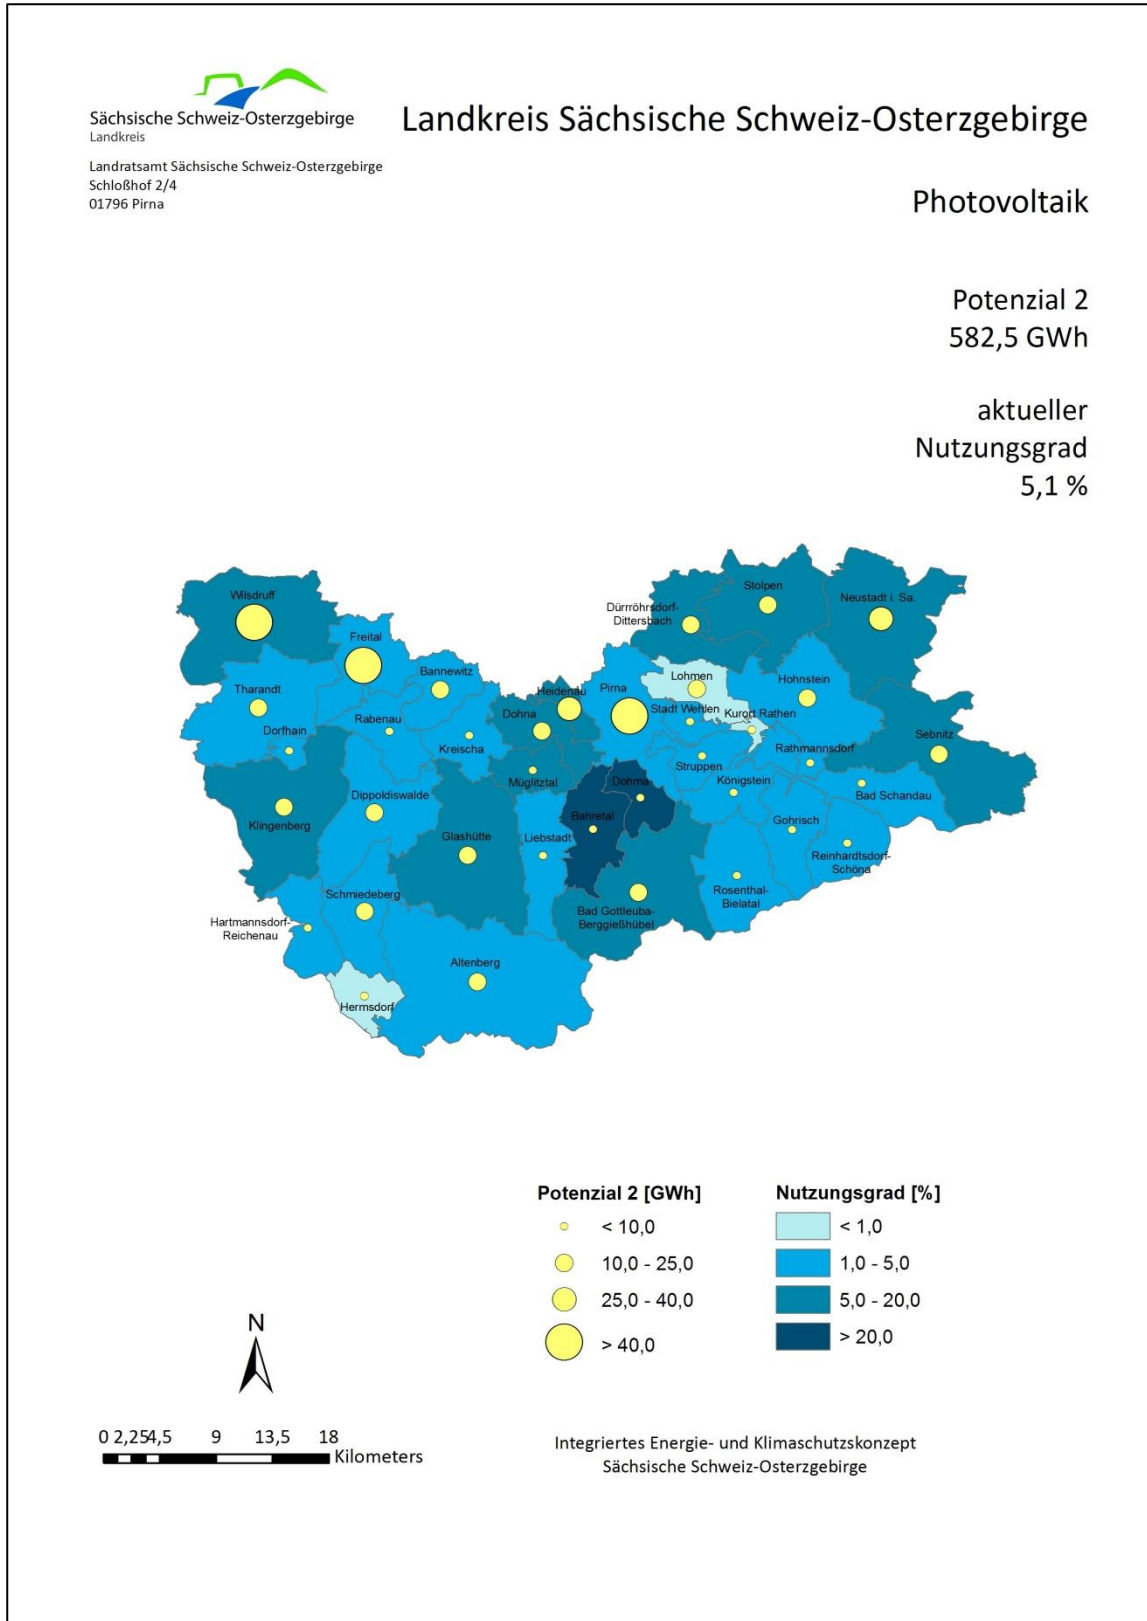 Sächsische Schweiz-Osterzgebirge
Landkreis
Landratsamt Sächsische Schweiz-Osterzgebirge
Schloßhof 2/4
01796 Pirna
Landkreis Sächsische Schweiz-Osterzgebirge
Photovoltaik
Potenzial 2
582,5 GWh
aktueller
Nutzungsgrad
5,1 %
Wilsdruff
Freital
Tharandt
Bannewitz
Dorfhain
Rabenau
Kreischa
Heidenau
Dohna
Müglitztal
Pirna
Dürrröhrsdorf-
Dittersbach
Stolpen
Neustadt i. Sa.
Lohmen
Hohnstein
Stadt Wehlen
Kurort Rathen
Rathmannsdorf
Sebnitz
Struppen
Königstein
Bad Schandau
Gohrisch
Reinhardtsdorf-
Schöna
Rosenthal-
Bielatal
Dohma
Bahretal
Bad Gottleuba-
Berggießhübel
Liebstadt
Glashütte
Dippoldiswalde
Klingenberg
Schmiedeberg
Hartmannsdorf-
Reichenau
Altenberg
Hermsdorf
Potenzial 2 [GWh]
< 10,0
10,0 - 25,0
25,0 - 40,0
> 40,0
Nutzungsgrad [%]
< 1,0
1,0 - 5,0
5,0 - 20,0
> 20,0
N
0 2,254,5 9 13,5 18
Kilometers
Integriertes Energie- und Klimaschutzkonzept
Sächsische Schweiz-Osterzgebirge